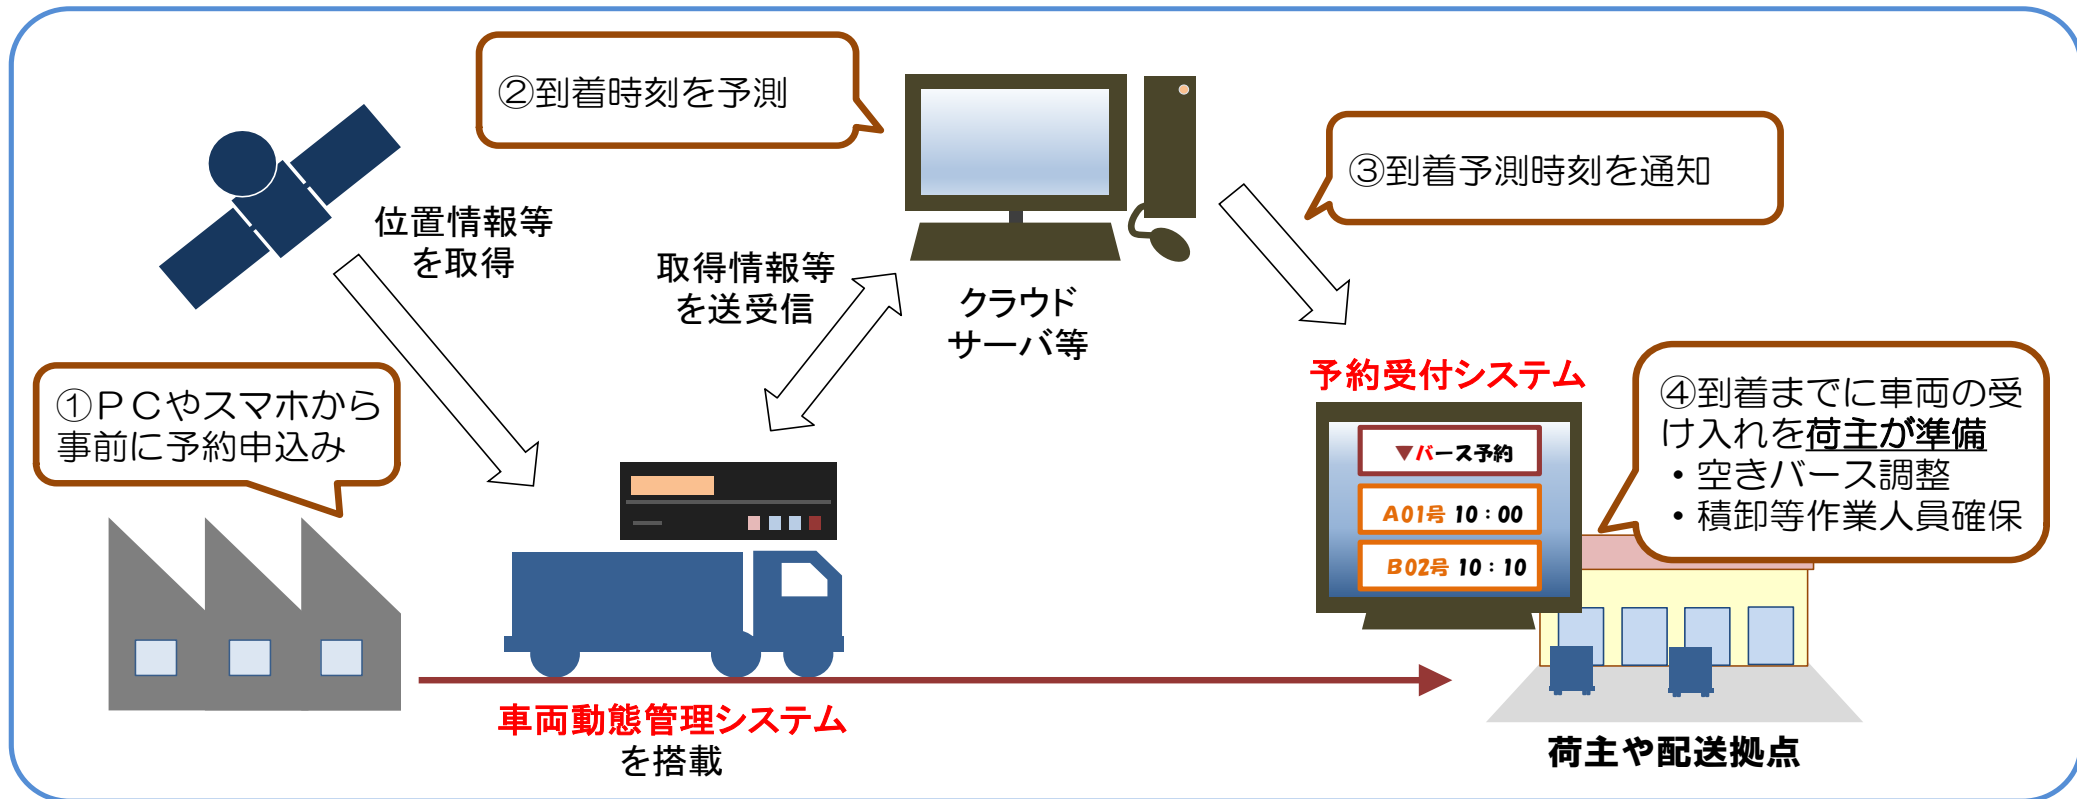 ②到着時刻を予測
③到着予測時刻を通知
位置情報等
を取得
取得情報等
を送受信
クラウド
サーバ等
①ＰＣやスマホから
事前に予約申込み
予約受付システム
▼バース予約
A01号 10：00
B02号 10：10
④到着までに車両の受
け入れを荷主が準備
・空きバース調整
・積卸等作業人員確保
車両動態管理システム
を搭載
荷主や配送拠点